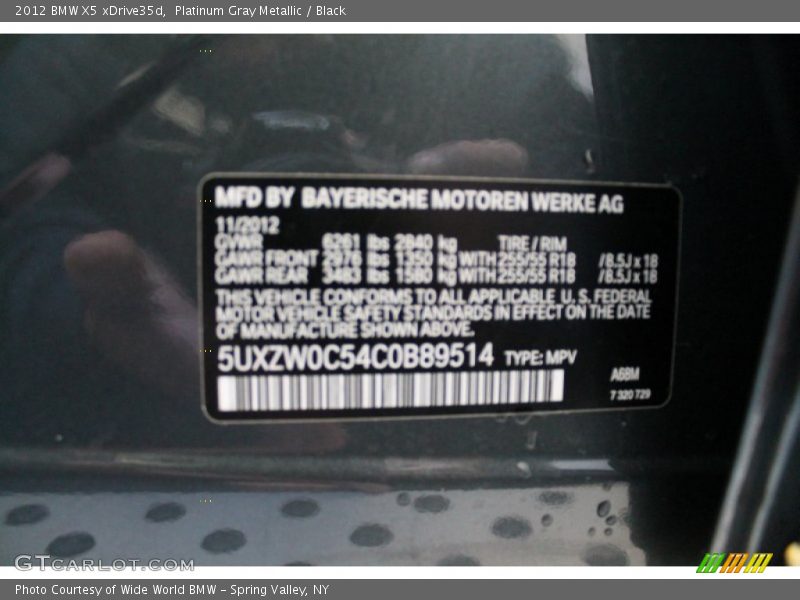 2012 BMW X5 xDrive35d,  Platinum Gray Metallic / Black
MFD BY BAYERISCHE MOTOREN WERKE AG
11/2012
GVWR 6261 lbs 2840 kg TIRE / RIM
GAWR FRONT 2976 lbs 1350 kg WITH 255/55 R18 /8.5J x 18
GAWR REAR 3483 lbs 1580 kg WITH 255/55 R18 /8.5J x 18
THIS VEHICLE CONFORMS TO ALL APPLICABLE U. S. FEDERAL
MOTOR VEHICLE SAFETY STANDARDS IN EFFECT ON THE DATE
OF MANUFACTURE SHOWN ABOVE.
5UXZW0C54C0B89514 TYPE: MPV
A68M
7 320 729
GTCARLOT.COM
Photo Courtesy of Wide World BMW - Spring Valley, NY